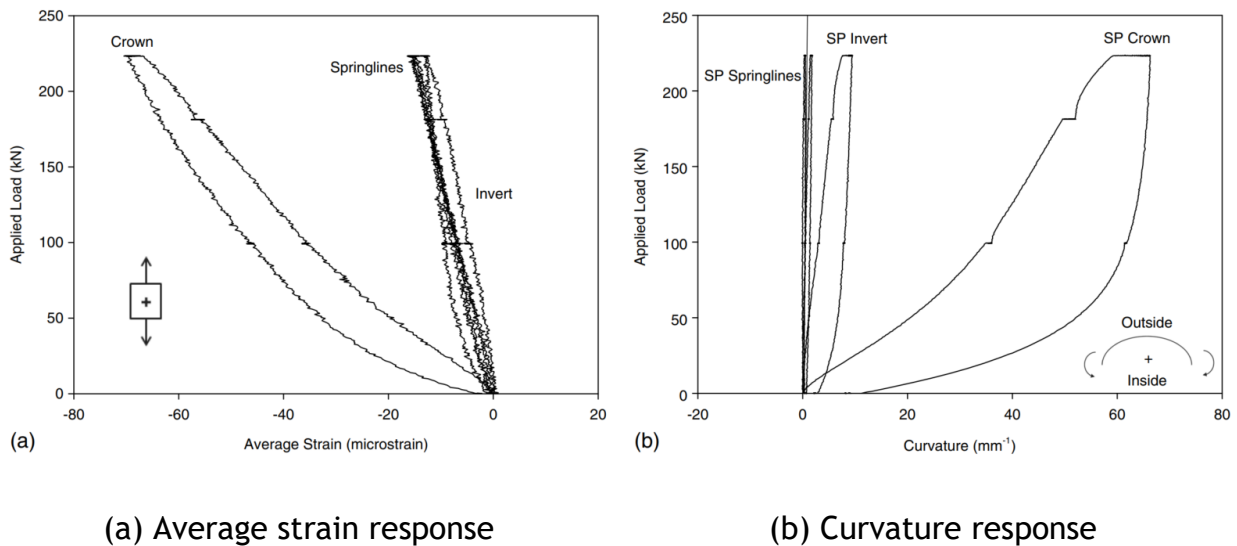 250
200
150
100
50
0
Applied Load (kN)
Crown
Springlines
Invert
-80
-60
-40
-20
0
20
Average Strain (microstrain)
(a)
250
200
150
100
50
0
Applied Load (kN)
SP Invert
SP Crown
SP Springlines
Outside
Inside
-20
0
20
40
60
80
Curvature (mm⁻¹)
(b)
(a) Average strain response
(b) Curvature response